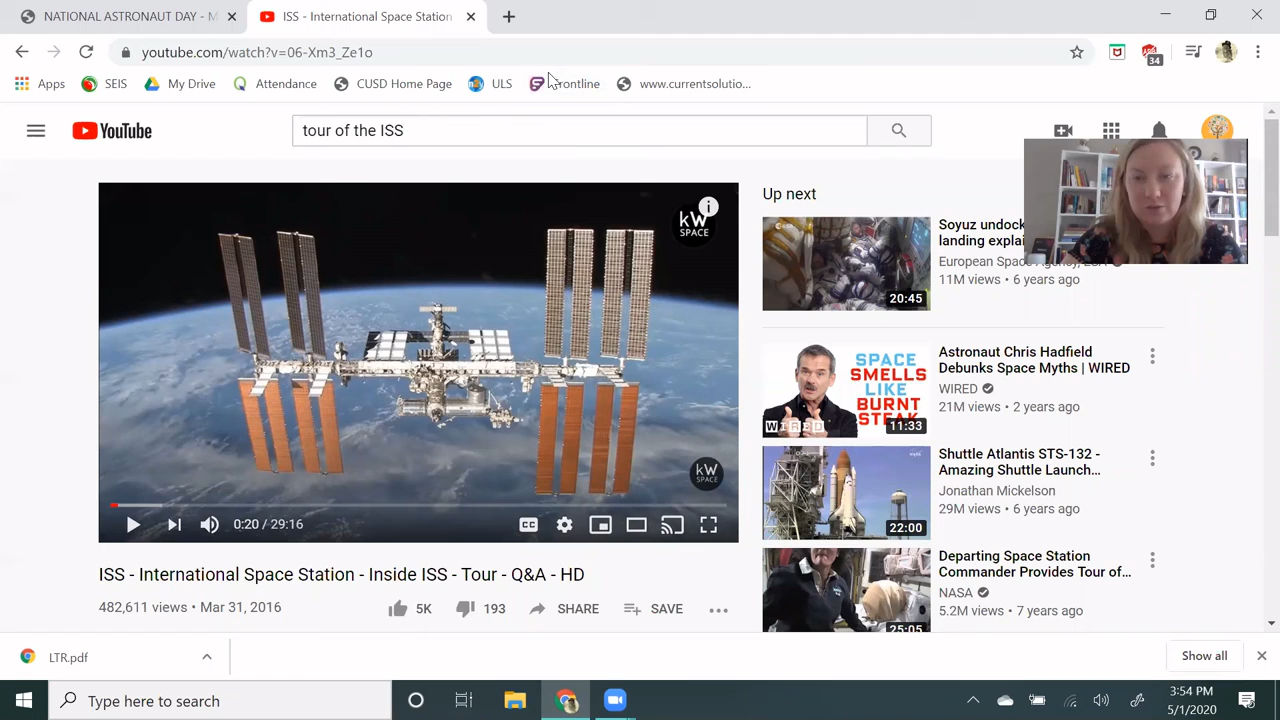 NATIONAL ASTRONAUT DAY - M
ISS - International Space Station
youtube.com/watch?v=06-Xm3_Ze1o
34
Apps
SEIS
My Drive
Attendance
CUSD Home Page
ULS
Frontline
www.currentsolutio...
YouTube
tour of the ISS
kW
SPACE
kW
SPACE
0:20 / 29:16
CC
ISS - International Space Station - Inside ISS - Tour - Q&A - HD
482,611 views • Mar 31, 2016
5K
193
SHARE
SAVE
Up next
Soyuz undock
landing explai
European Space Agency, ESA
11M views • 6 years ago
20:45
SPACE
SMELLS
LIKE
BURNT
STEAK
WIRED
11:33
Astronaut Chris Hadfield
Debunks Space Myths | WIRED
WIRED
21M views • 2 years ago
22:00
Shuttle Atlantis STS-132 -
Amazing Shuttle Launch...
Jonathan Mickelson
29M views • 6 years ago
25:05
Departing Space Station
Commander Provides Tour of...
NASA
5.2M views • 7 years ago
LTR.pdf
Show all
Type here to search
3:54 PM
5/1/2020